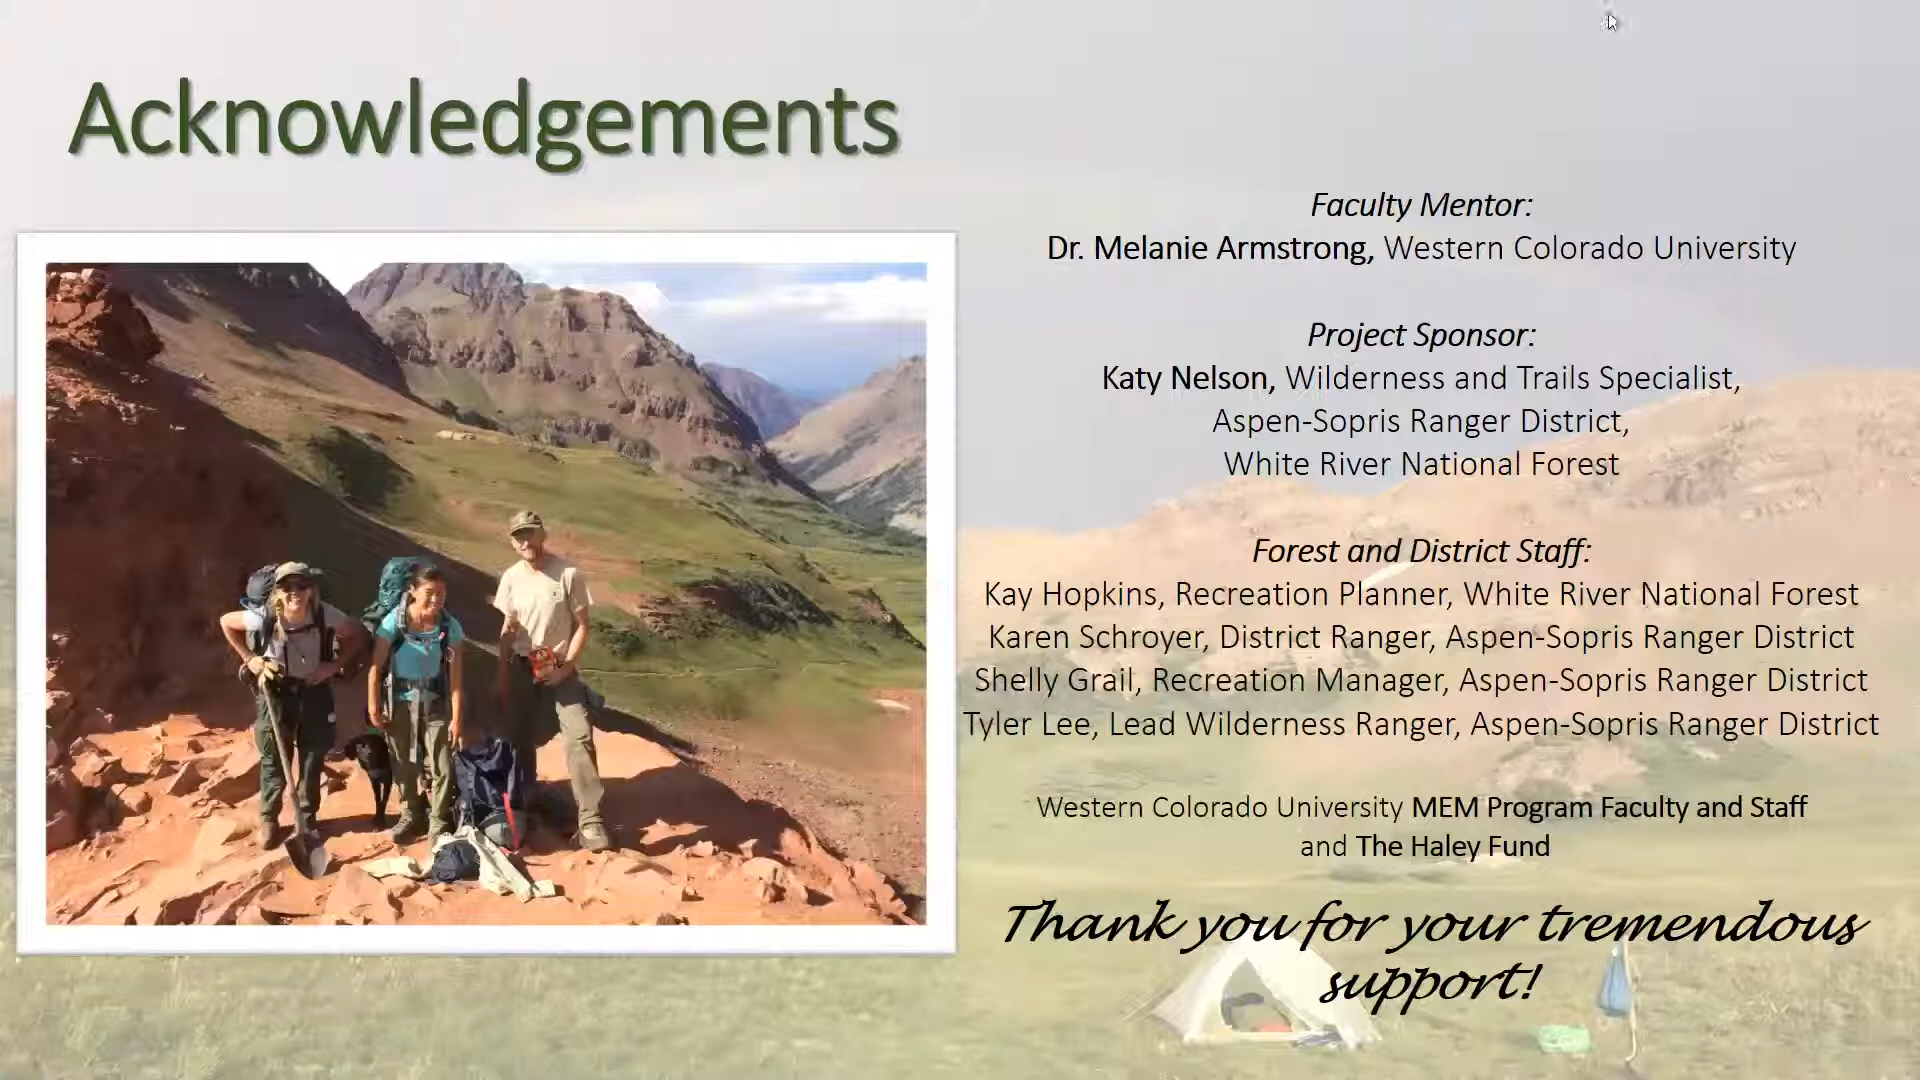 Acknowledgements
Faculty Mentor:
Dr. Melanie Armstrong, Western Colorado University
Project Sponsor:
Katy Nelson, Wilderness and Trails Specialist,
Aspen-Sopris Ranger District,
White River National Forest
Forest and District Staff:
Kay Hopkins, Recreation Planner, White River National Forest
Karen Schroyer, District Ranger, Aspen-Sopris Ranger District
Shelly Grail, Recreation Manager, Aspen-Sopris Ranger District
Tyler Lee, Lead Wilderness Ranger, Aspen-Sopris Ranger District
Western Colorado University MEM Program Faculty and Staff
and The Haley Fund
Thank you for your tremendous
support!